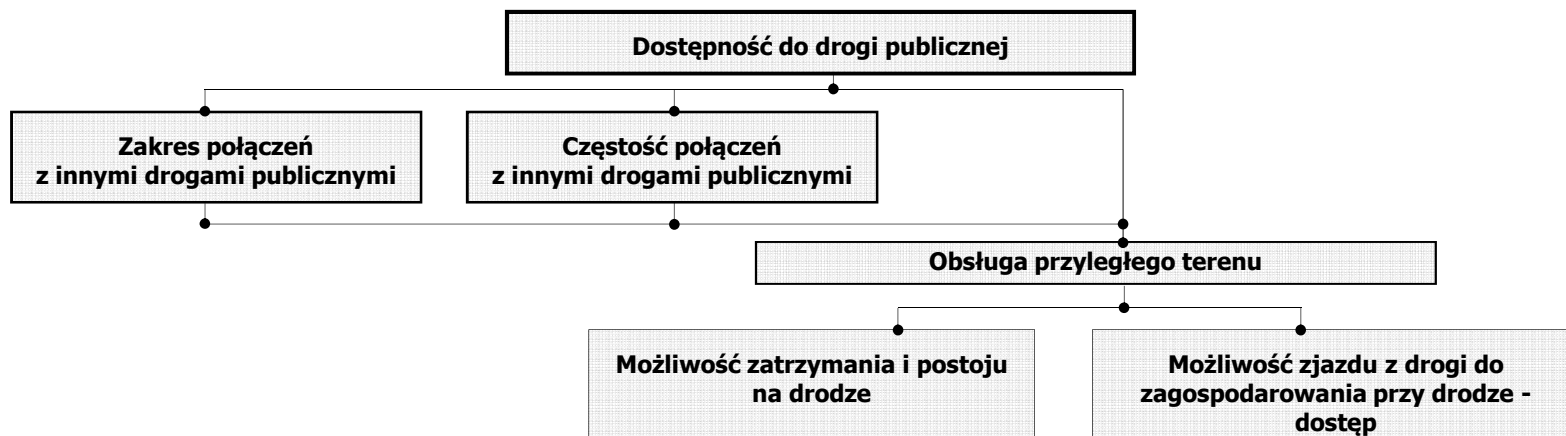 Dostępność do drogi publicznej
Zakres połączeń
z innymi drogami publicznymi
Częstość połączeń
z innymi drogami publicznymi
Obsługa przyległego terenu
Możliwość zatrzymania i postoju
na drodze
Możliwość zjazdu z drogi do
zagospodarowania przy drodze -
dostęp